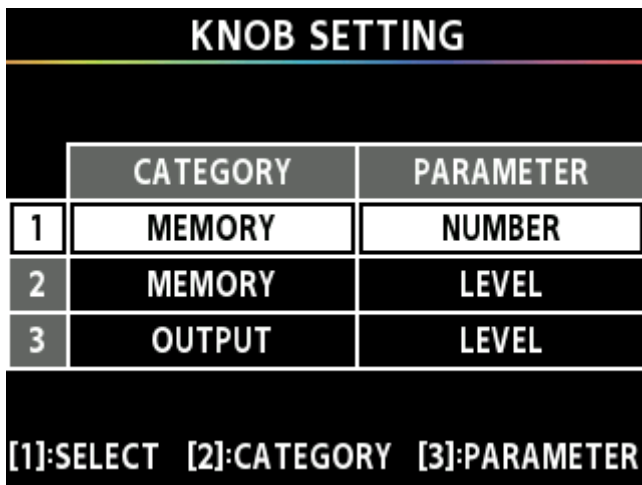 KNOB SETTING
CATEGORY PARAMETER
1 MEMORY NUMBER
2 MEMORY LEVEL
3 OUTPUT LEVEL
[1]:SELECT [2]:CATEGORY [3]:PARAMETER